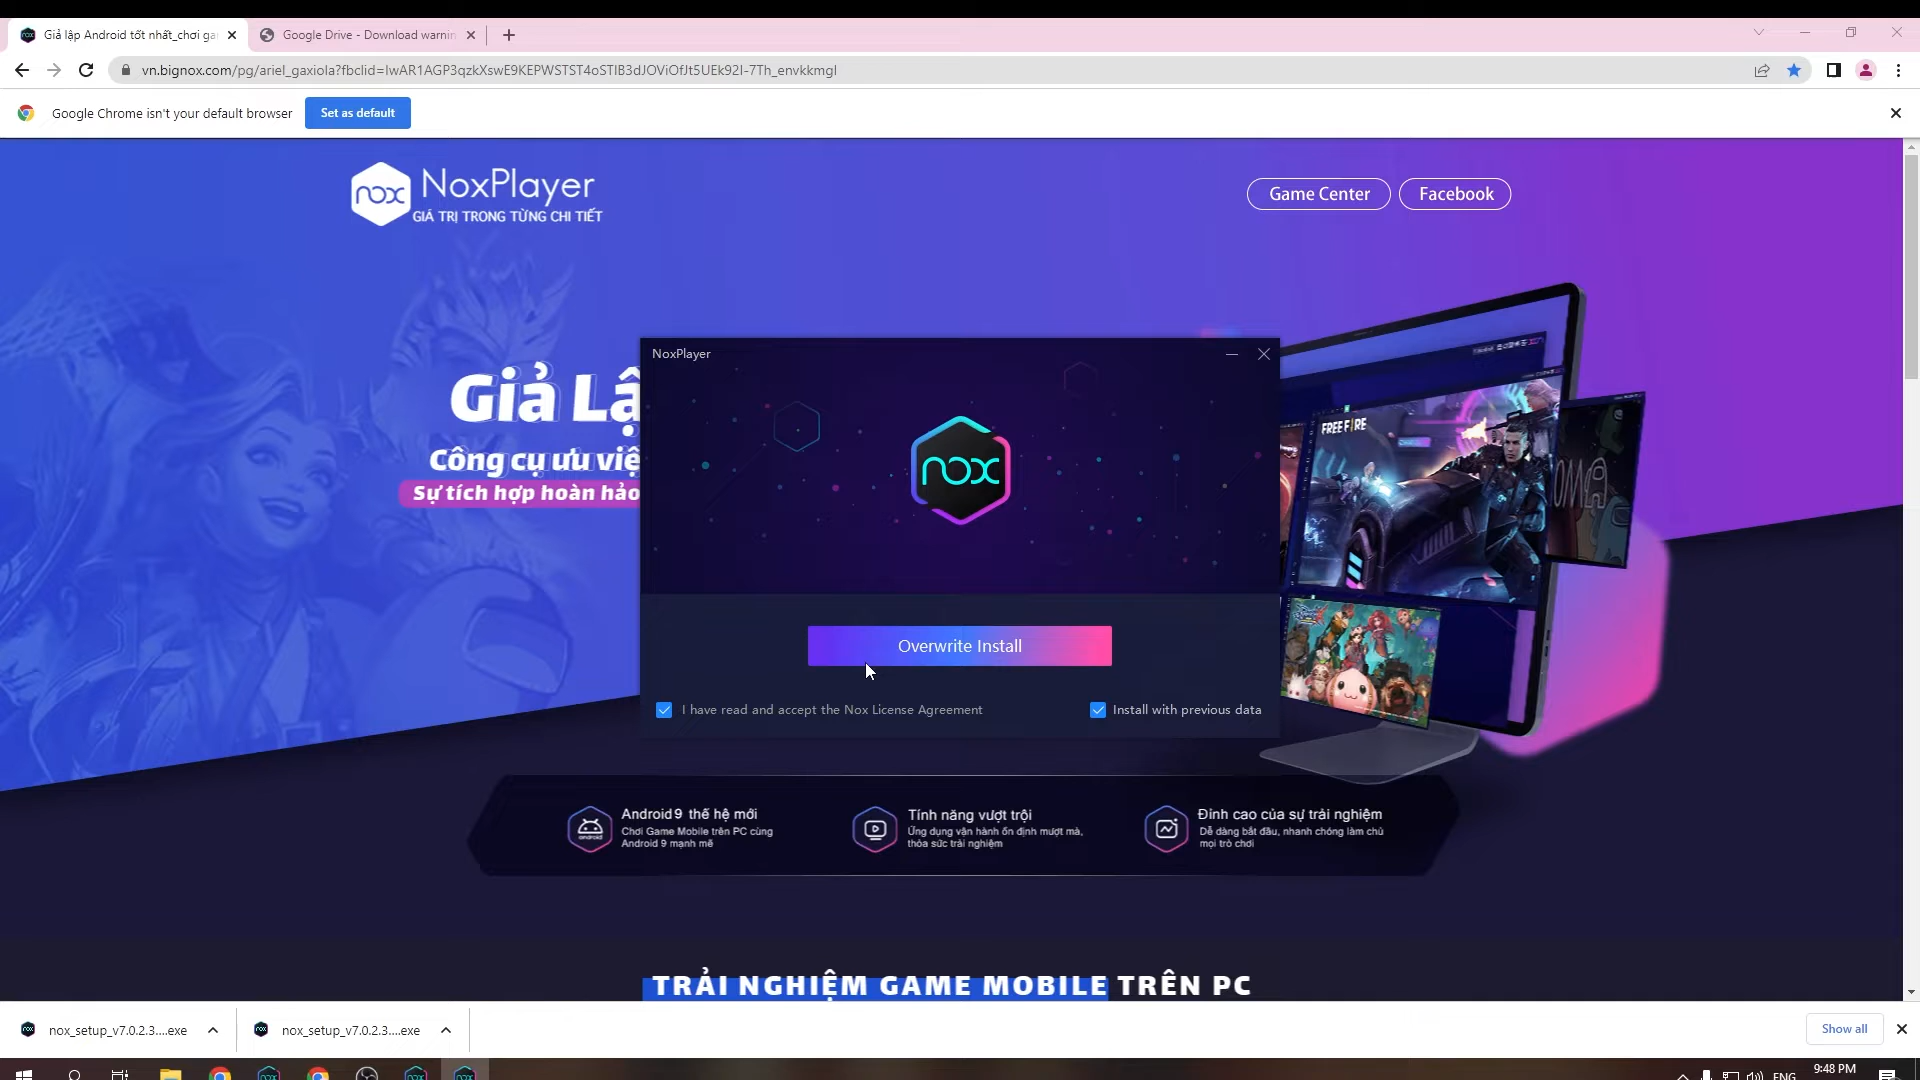 Giả lập Android tốt nhất_chơi ga
Google Drive - Download warnin
vn.bignox.com/pg/ariel_gaxiola?fbclid=IwAR1AGP3qzkXswE9KEPWSTST4oSTIB3dJOViOfJt5UEk92I-7Th_envkkmgI
Google Chrome isn't your default browser
Set as default
nox
NoxPlayer
GIÁ TRỊ TRONG TỪNG CHI TIẾT
Game Center
Facebook
NoxPlayer
Giả Lậ
Công cụ ưu việ
Sự tích hợp hoàn hảo
nox
FREE FIRE
Overwrite Install
I have read and accept the Nox License Agreement
Install with previous data
Android 9 thế hệ mới
Chơi Game Mobile trên PC cùng
Android 9 mạnh mẽ
Tính năng vượt trội
Ứng dụng vận hành ổn định mượt mà,
thỏa sức trải nghiệm
Đỉnh cao của sự trải nghiệm
Dễ dàng bắt đầu, nhanh chóng làm chủ
mọi trò chơi
TRẢI NGHIỆM GAME MOBILE TRÊN PC
nox_setup_v7.0.2.3....exe
nox_setup_v7.0.2.3....exe
Show all
ENG
9:48 PM